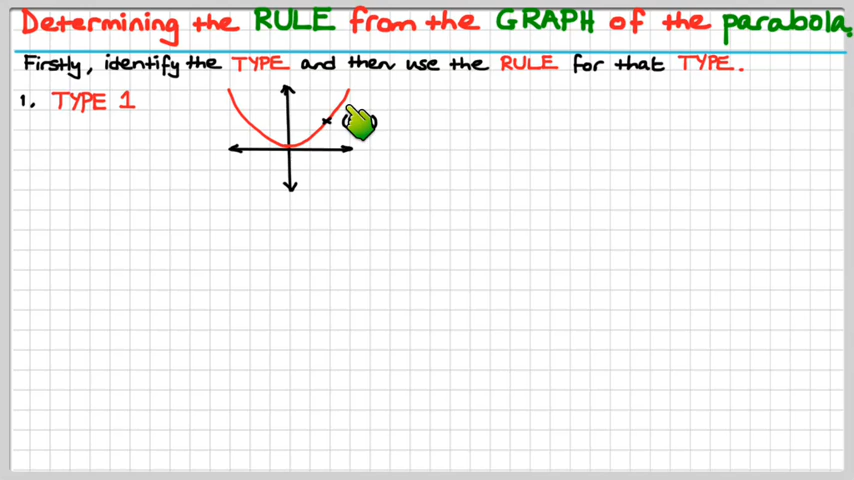 Determining the RULE from the GRAPH of the parabola.
Firstly, identify the TYPE and then use the RULE for that TYPE.
1. TYPE 1